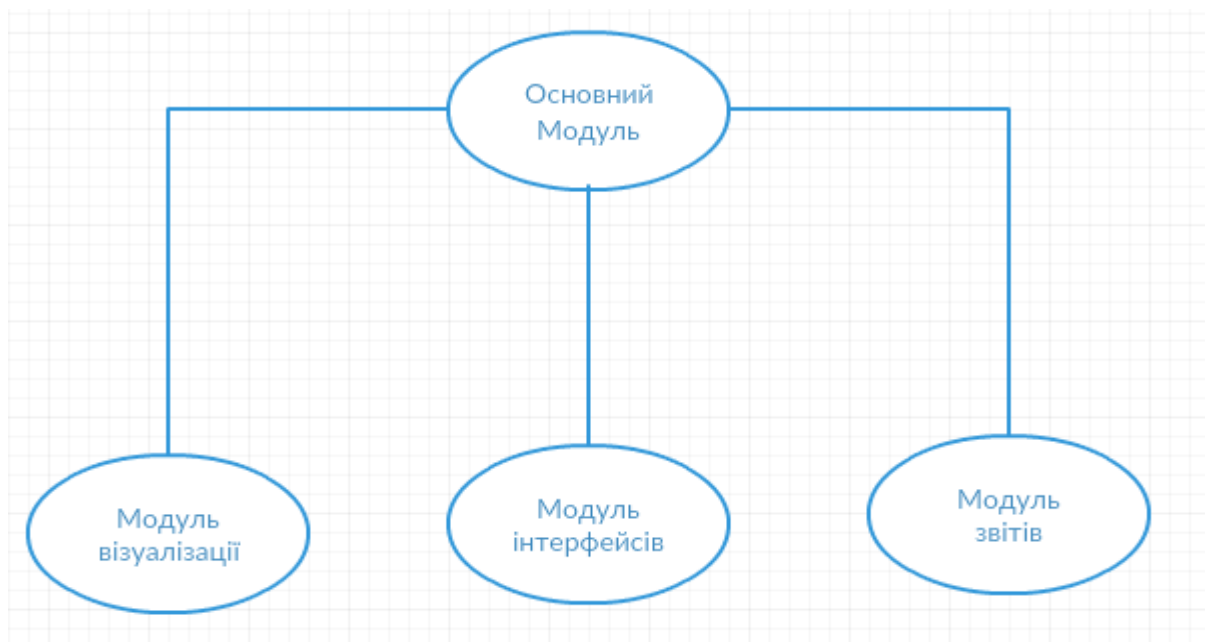 Основний
Модуль
Модуль
візуалізації
Модуль
інтерфейсів
Модуль
звітів